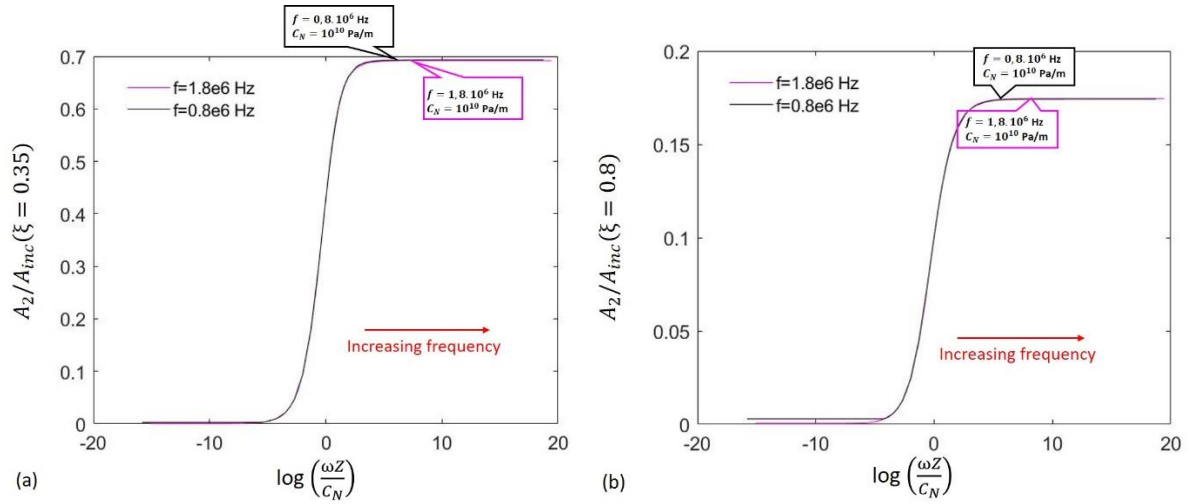 f = 0,8.10⁶ Hz
C_N = 10¹⁰ Pa/m
0.7
0.6
0.5
0.4
0.3
0.2
0.1
0
f=1.8e6 Hz
f=0.8e6 Hz
f = 1,8.10⁶ Hz
C_N = 10¹⁰ Pa/m
A₂/A_inc(ξ = 0.35)
Increasing frequency
-20 -10 0 10 20
(a)
log (ωZ/C_N)
0.2
0.15
0.1
0.05
0
f=1.8e6 Hz
f=0.8e6 Hz
f = 0,8.10⁶ Hz
C_N = 10¹⁰ Pa/m
f = 1,8.10⁶ Hz
C_N = 10¹⁰ Pa/m
A₂/A_inc(ξ = 0.8)
Increasing frequency
-20 -10 0 10 20
(b)
log (ωZ/C_N)